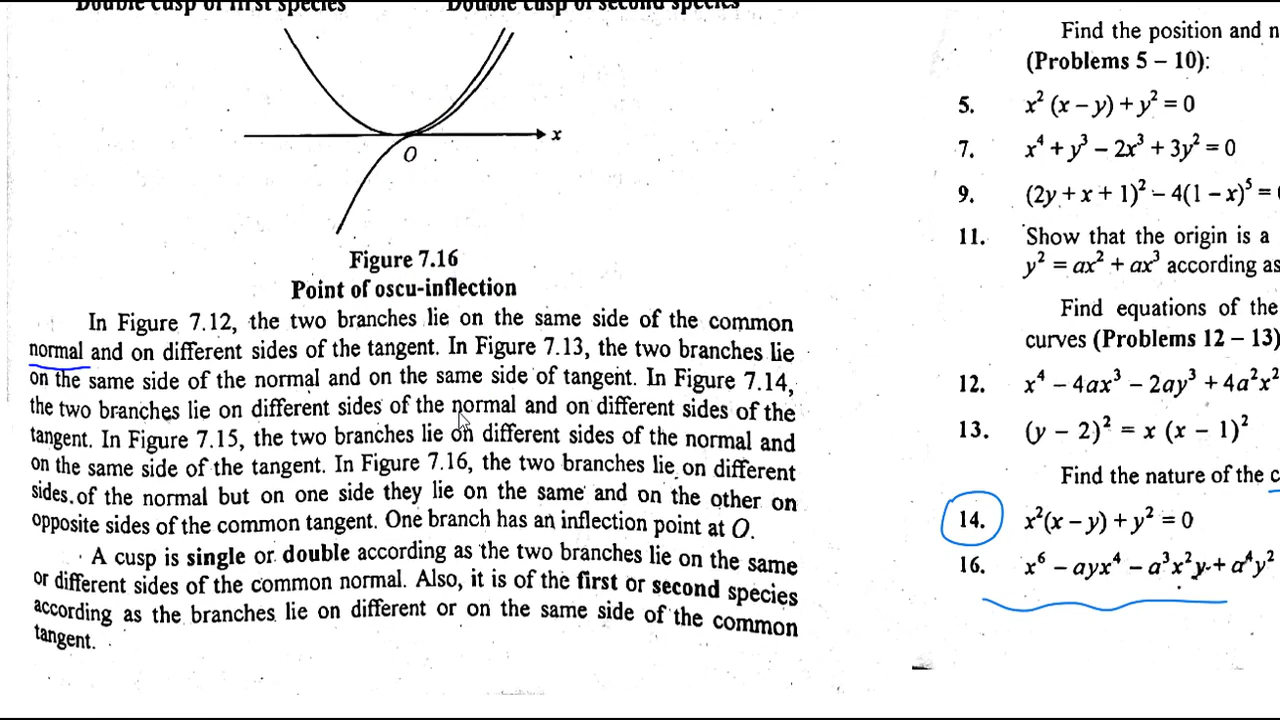 Double cusp of first species
Double cusp of second species
x
O
Figure 7.16
Point of oscu-inflection
In Figure 7.12, the two branches lie on the same side of the common
normal and on different sides of the tangent. In Figure 7.13, the two branches lie
on the same side of the normal and on the same side of tangent. In Figure 7.14,
the two branches lie on different sides of the normal and on different sides of the
tangent. In Figure 7.15, the two branches lie on different sides of the normal and
on the same side of the tangent. In Figure 7.16, the two branches lie on different
sides of the normal but on one side they lie on the same and on the other on
opposite sides of the common tangent. One branch has an inflection point at O.
A cusp is single or double according as the two branches lie on the same
or different sides of the common normal. Also, it is of the first or second species
according as the branches lie on different or on the same side of the common
tangent.
Find the position and n
(Problems 5 – 10):
5. x² (x – y) + y² = 0
7. x⁴ + y³ – 2x³ + 3y² = 0
9. (2y + x + 1)² – 4(1 – x)⁵ =
11. Show that the origin is a
y² = ax² + ax³ according as
Find equations of the
curves (Problems 12 – 13)
12. x⁴ – 4ax³ – 2ay³ + 4a²x²
13. (y – 2)² = x (x – 1)²
Find the nature of the c
14. x²(x – y) + y² = 0
16. x⁶ – ayx⁴ – a³x²y + a⁴y²